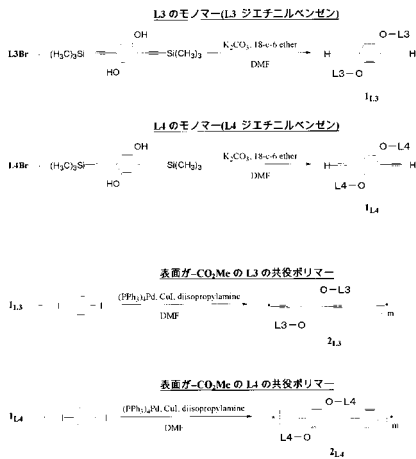 L3 のモノマー(L3 ジエチニルベンゼン)
L3Br
(H₃C)₃Si
OH
HO
Si(CH₃)₃
K₂CO₃, 18-c-6 ether
DMF
O–L3
H
H
L3–O
1L3
L4 のモノマー(L4 ジエチニルベンゼン)
L4Br
(H₃C)₃Si
OH
HO
Si(CH₃)₃
K₂CO₃, 18-c-6 ether
DMF
O–L4
H
H
L4–O
1L4
表面が–CO₂Me の L3 の共役ポリマー
1L3
(PPh₃)₄Pd, CuI, diisopropylamine
DMF
O–L3
*
*
m
L3–O
2L3
表面が–CO₂Me の L4 の共役ポリマー
1L4
(PPh₃)₄Pd, CuI, diisopropylamine
DMF
O–L4
*
*
m
L4–O
2L4